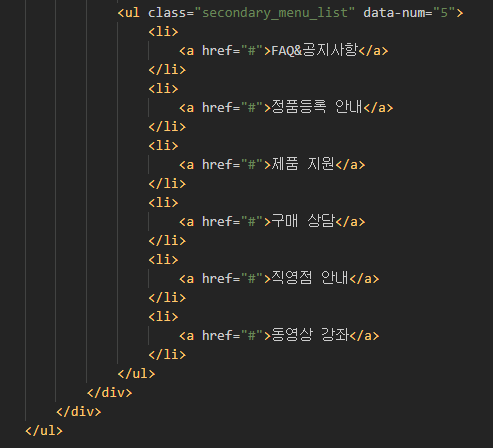 <ul class="secondary_menu_list" data-num="5">
<li>
<a href="#">FAQ&공지사항</a>
</li>
<li>
<a href="#">정품등록 안내</a>
</li>
<li>
<a href="#">제품 지원</a>
</li>
<li>
<a href="#">구매 상담</a>
</li>
<li>
<a href="#">직영점 안내</a>
</li>
<li>
<a href="#">동영상 강좌</a>
</li>
</ul>
</div>
</div>
</ul>